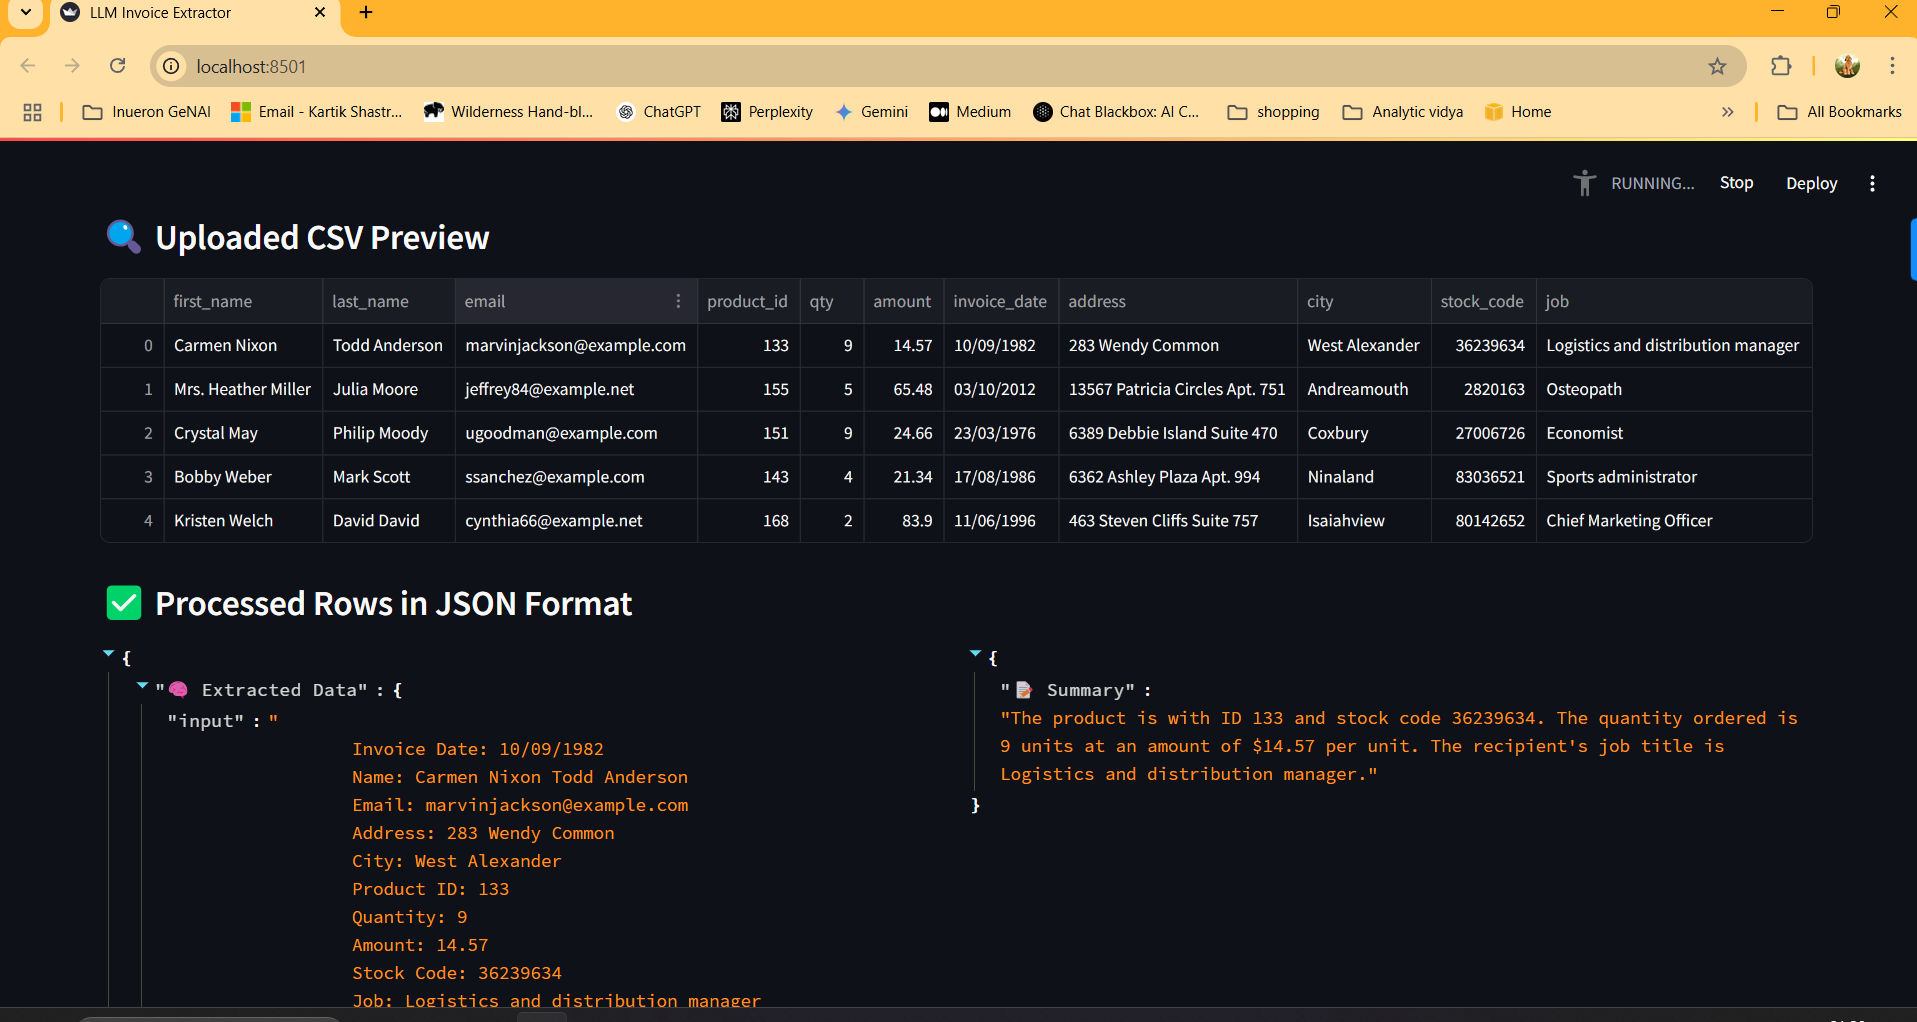 LLM Invoice Extractor
localhost:8501
Inueron GeNAI Email - Kartik Shastr... Wilderness Hand-bl... ChatGPT Perplexity Gemini Medium Chat Blackbox: AI C... shopping Analytic vidya Home » All Bookmarks
RUNNING... Stop Deploy
Uploaded CSV Preview
first_name last_name email product_id qty amount invoice_date address city stock_code job
0 Carmen Nixon Todd Anderson marvinjackson@example.com 133 9 14.57 10/09/1982 283 Wendy Common West Alexander 36239634 Logistics and distribution manager
1 Mrs. Heather Miller Julia Moore jeffrey84@example.net 155 5 65.48 03/10/2012 13567 Patricia Circles Apt. 751 Andreamouth 2820163 Osteopath
2 Crystal May Philip Moody ugoodman@example.com 151 9 24.66 23/03/1976 6389 Debbie Island Suite 470 Coxbury 27006726 Economist
3 Bobby Weber Mark Scott ssanchez@example.com 143 4 21.34 17/08/1986 6362 Ashley Plaza Apt. 994 Ninaland 83036521 Sports administrator
4 Kristen Welch David David cynthia66@example.net 168 2 83.9 11/06/1996 463 Steven Cliffs Suite 757 Isaiahview 80142652 Chief Marketing Officer
✅ Processed Rows in JSON Format
{
"🧠 Extracted Data" : {
"input" : "
Invoice Date: 10/09/1982
Name: Carmen Nixon Todd Anderson
Email: marvinjackson@example.com
Address: 283 Wendy Common
City: West Alexander
Product ID: 133
Quantity: 9
Amount: 14.57
Stock Code: 36239634
Job: Logistics and distribution manager
{
"📝 Summary" :
"The product is with ID 133 and stock code 36239634. The quantity ordered is
9 units at an amount of $14.57 per unit. The recipient's job title is
Logistics and distribution manager."
}